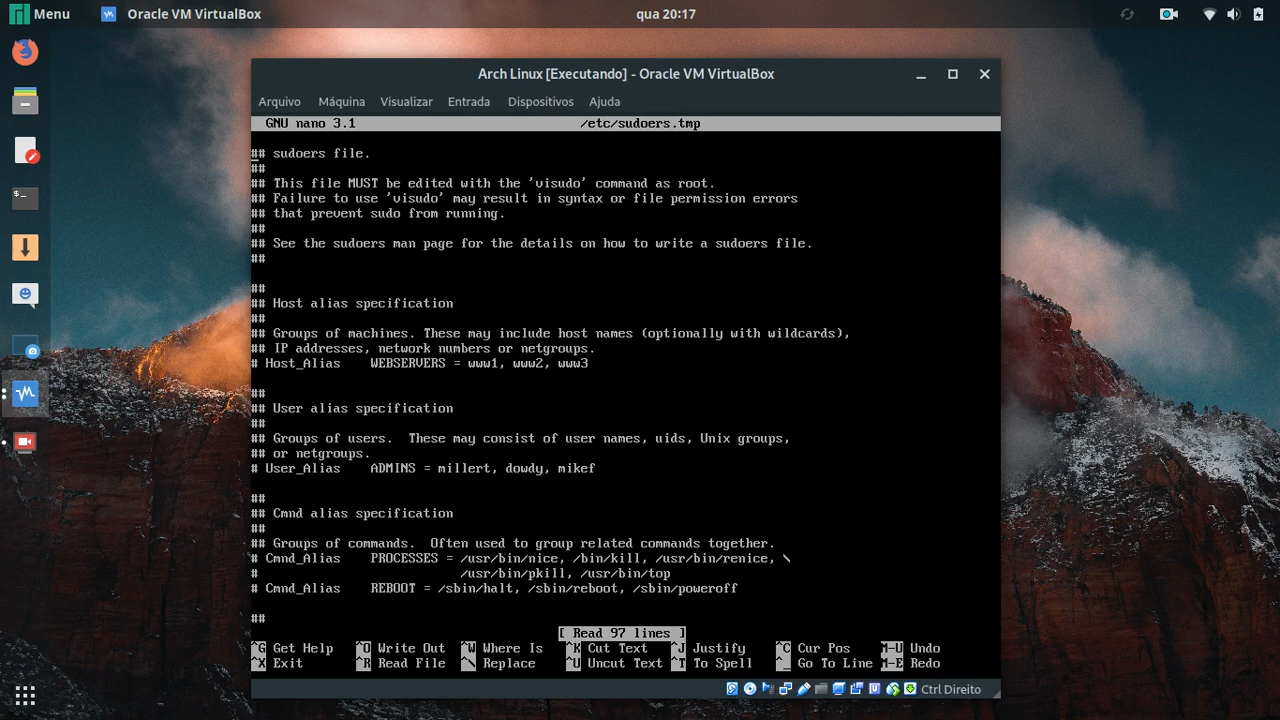 Menu
Oracle VM VirtualBox
qua 20:17
Arch Linux [Executando] - Oracle VM VirtualBox
Arquivo Máquina Visualizar Entrada Dispositivos Ajuda
GNU nano 3.1 /etc/sudoers.tmp
## sudoers file.
##
## This file MUST be edited with the 'visudo' command as root.
## Failure to use 'visudo' may result in syntax or file permission errors
## that prevent sudo from running.
##
## See the sudoers man page for the details on how to write a sudoers file.
##
##
## Host alias specification
##
## Groups of machines. These may include host names (optionally with wildcards),
## IP addresses, network numbers or netgroups.
# Host_Alias WEBSERVERS = www1, www2, www3
##
## User alias specification
##
## Groups of users.  These may consist of user names, uids, Unix groups,
## or netgroups.
# User_Alias ADMINS = millert, dowdy, mikef
##
## Cmnd alias specification
##
## Groups of commands.  Often used to group related commands together.
# Cmnd_Alias PROCESSES = /usr/bin/nice, /bin/kill, /usr/bin/renice, \
# /usr/bin/pkill, /usr/bin/top
# Cmnd_Alias REBOOT = /sbin/halt, /sbin/reboot, /sbin/poweroff
##
[ Read 97 lines ]
^G Get Help ^O Write Out ^W Where Is ^K Cut Text ^J Justify ^C Cur Pos M-U Undo
^X Exit ^R Read File ^\ Replace ^U Uncut Text ^T To Spell ^_ Go To Line M-E Redo
Ctrl Direito